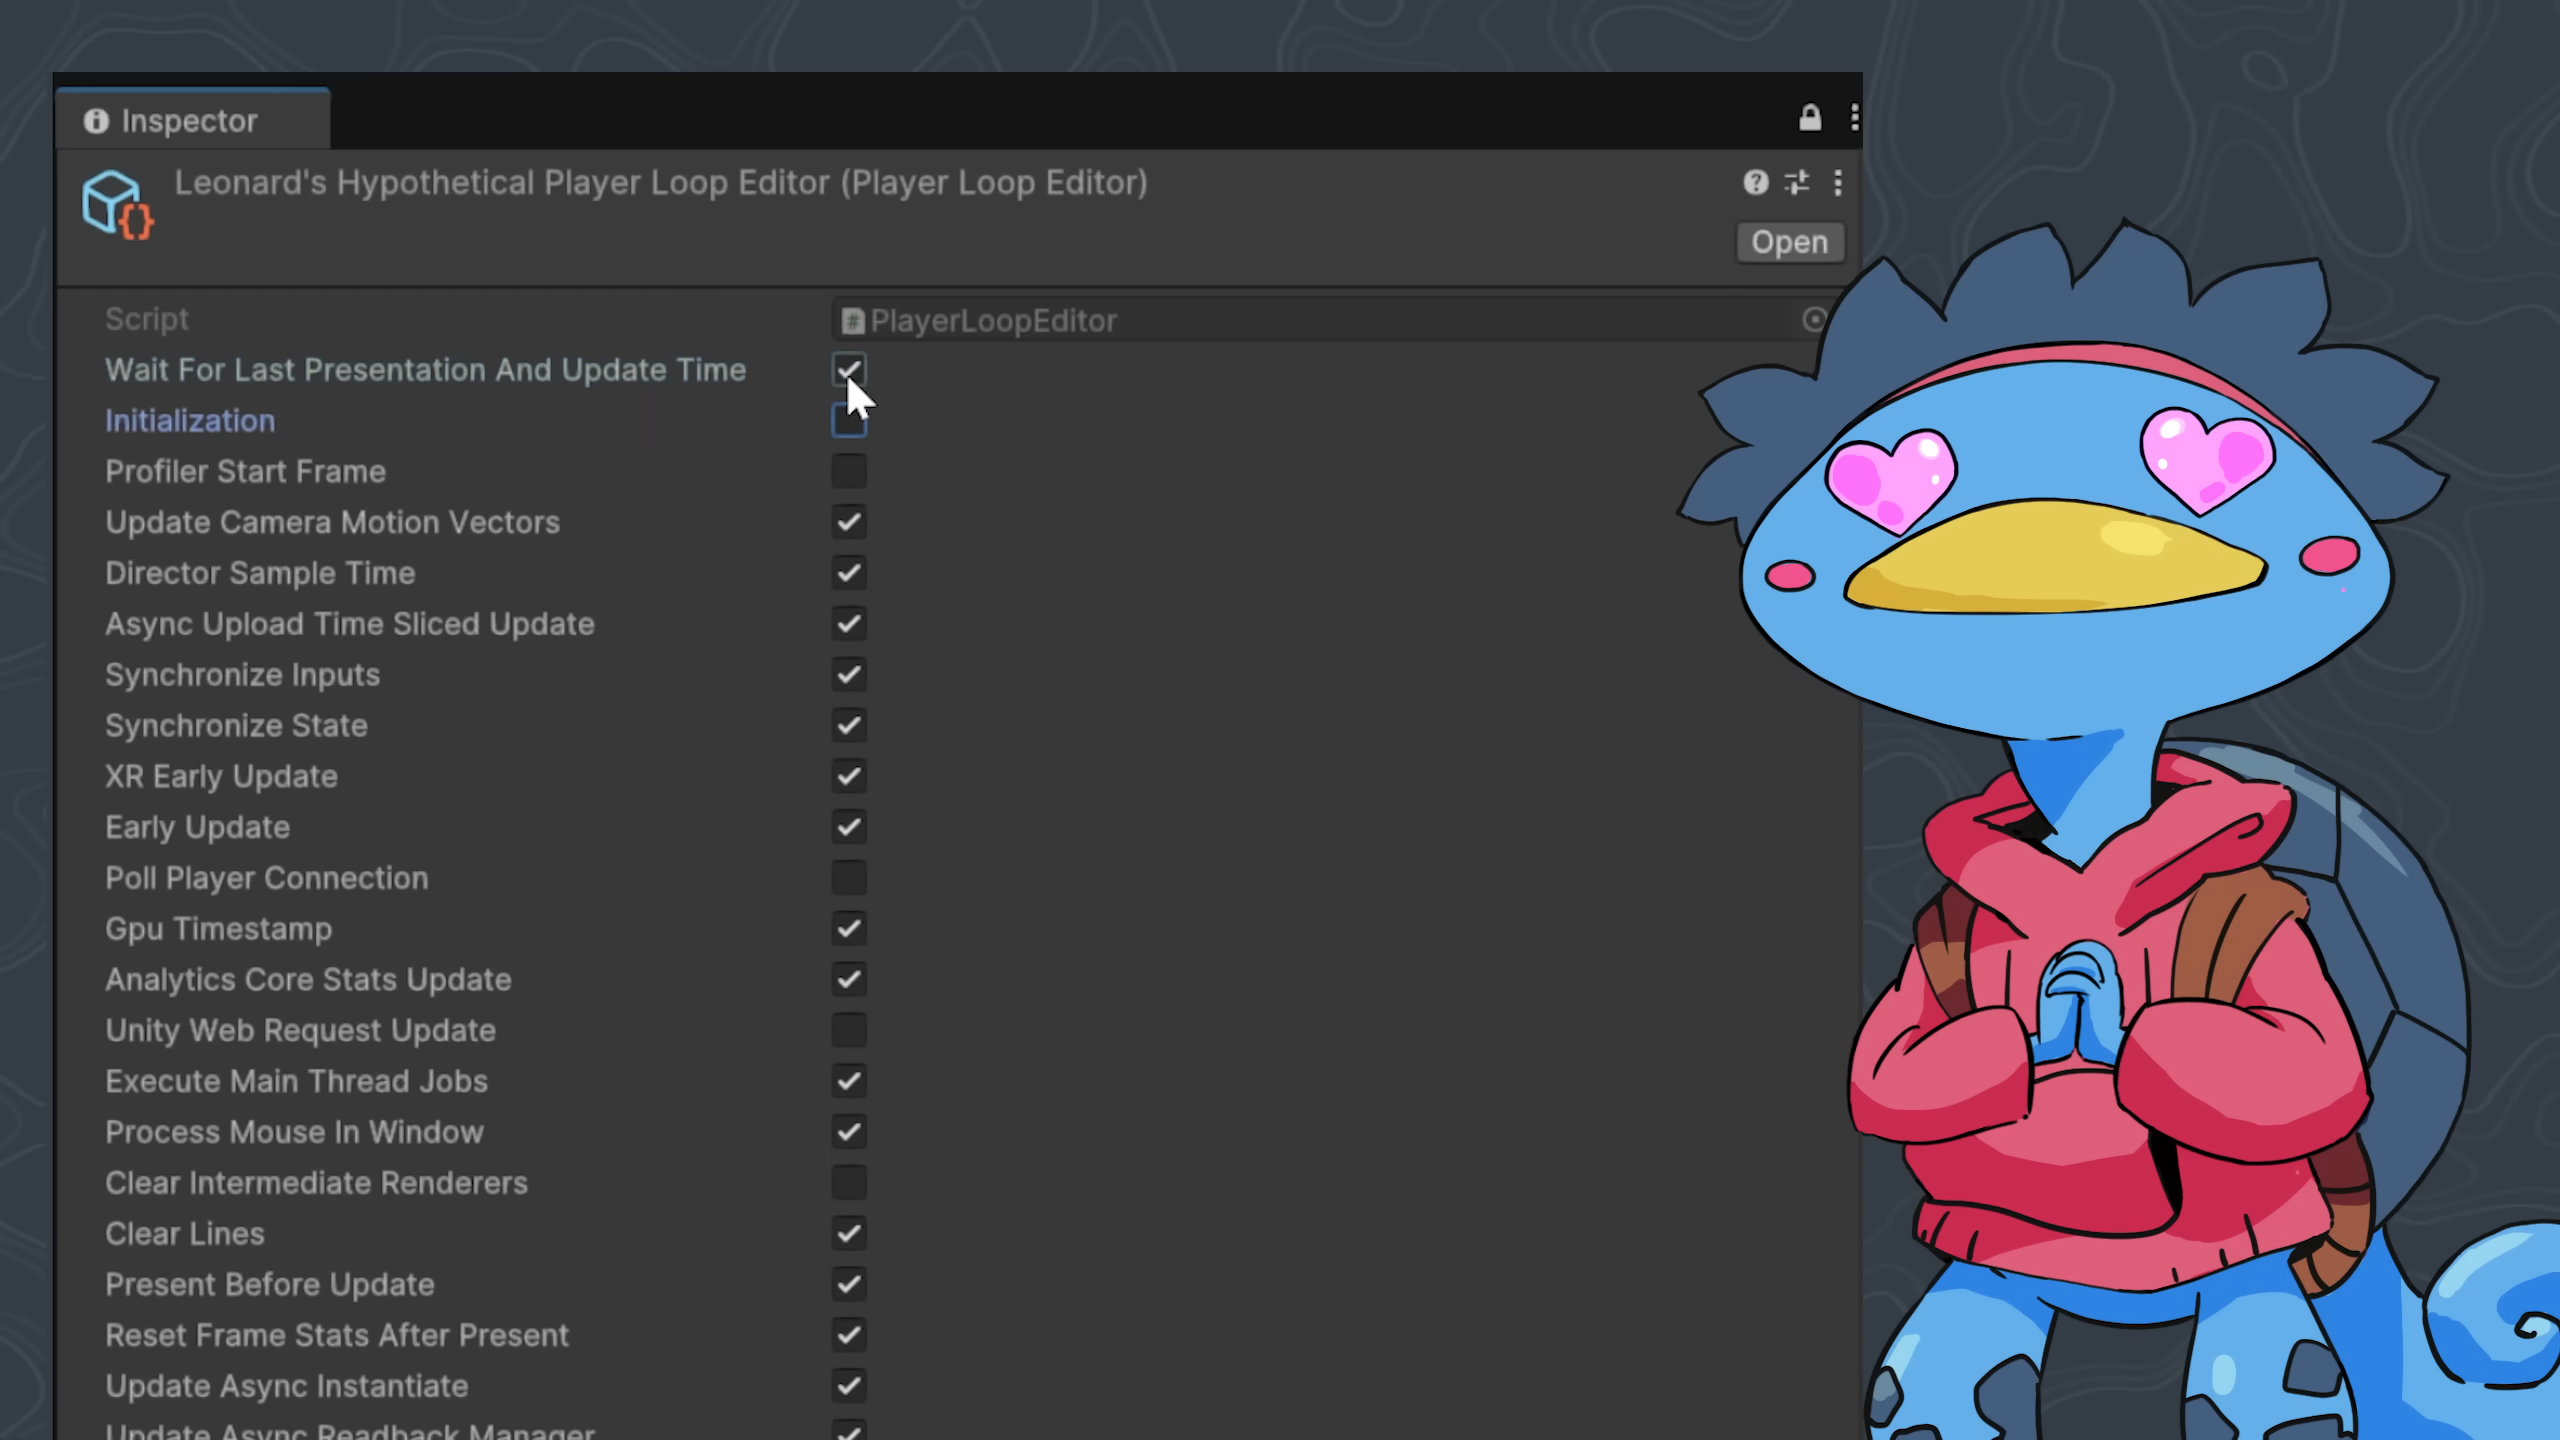 Inspector
Leonard's Hypothetical Player Loop Editor (Player Loop Editor)
Open
Script PlayerLoopEditor
Wait For Last Presentation And Update Time
Initialization
Profiler Start Frame
Update Camera Motion Vectors
Director Sample Time
Async Upload Time Sliced Update
Synchronize Inputs
Synchronize State
XR Early Update
Early Update
Poll Player Connection
Gpu Timestamp
Analytics Core Stats Update
Unity Web Request Update
Execute Main Thread Jobs
Process Mouse In Window
Clear Intermediate Renderers
Clear Lines
Present Before Update
Reset Frame Stats After Present
Update Async Instantiate
Update Async Readback Manager